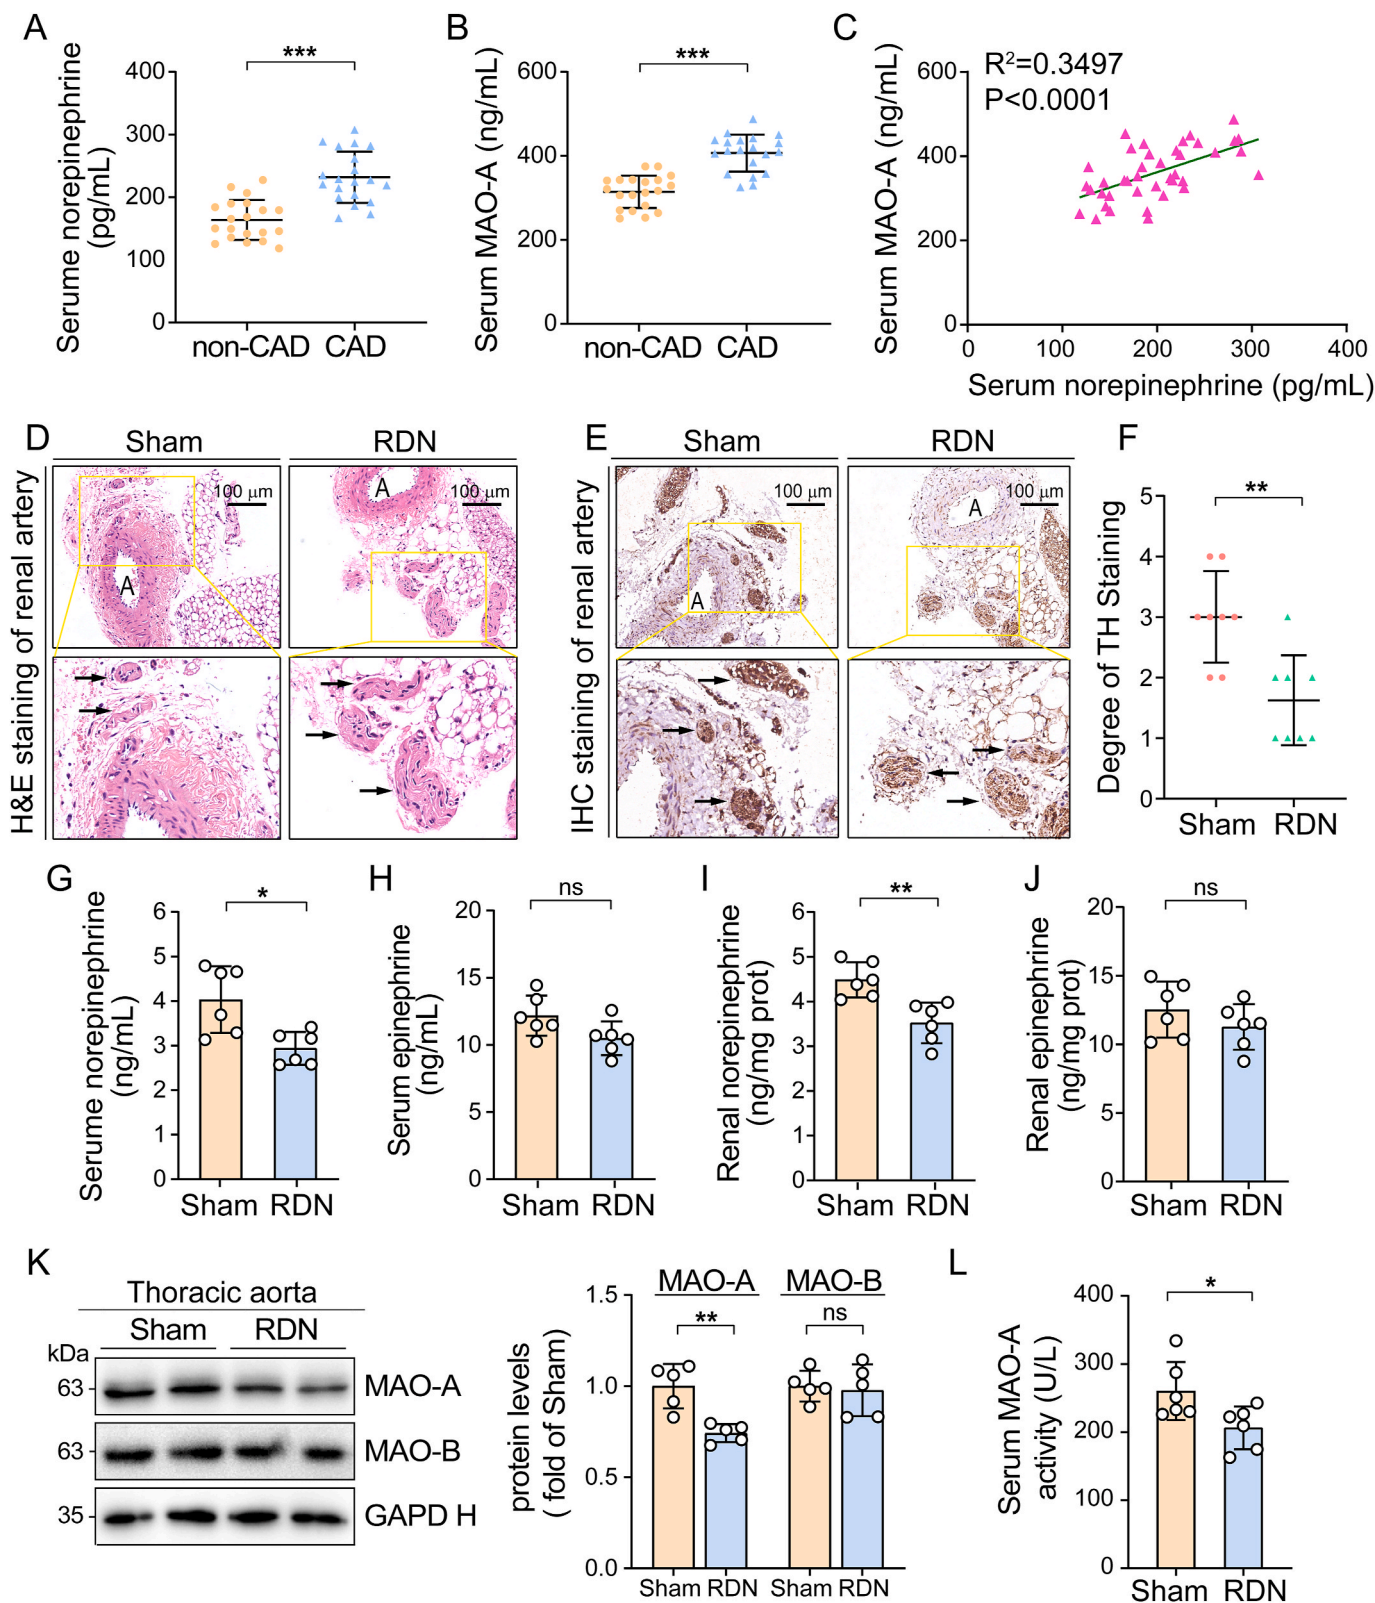 A
Serume norepinephrine
(pg/mL)
400
300
200
100
0
***
non-CAD
CAD
B
Serum MAO-A (ng/mL)
600
400
200
0
***
non-CAD
CAD
C
Serum MAO-A (ng/mL)
600
400
200
0
R²=0.3497
P<0.0001
0
100
200
300
400
Serum norepinephrine (pg/mL)
D
Sham
RDN
H&E staining of renal artery
100 μm
A
100 μm
A
E
Sham
RDN
IHC staining of renal artery
100 μm
A
100 μm
A
F
Degree of TH Staining
5
4
3
2
1
0
**
Sham
RDN
G
Serume norepinephrine
(ng/mL)
6
5
4
3
2
1
0
*
Sham
RDN
H
Serum epinephrine
(ng/mL)
20
15
10
5
0
ns
Sham
RDN
I
Renal norepinephrine
(ng/mg prot)
6
5
4
3
2
1
0
**
Sham
RDN
J
Renal epinephrine
(ng/mg prot)
20
15
10
5
0
ns
Sham
RDN
K
Thoracic aorta
Sham
RDN
kDa
63
MAO-A
63
MAO-B
35
GAPD H
protein levels
( fold of Sham)
1.5
1.0
0.5
0.0
MAO-A
MAO-B
**
ns
Sham
RDN
Sham
RDN
L
Serum MAO-A
activity (U/L)
400
300
200
100
0
*
Sham
RDN